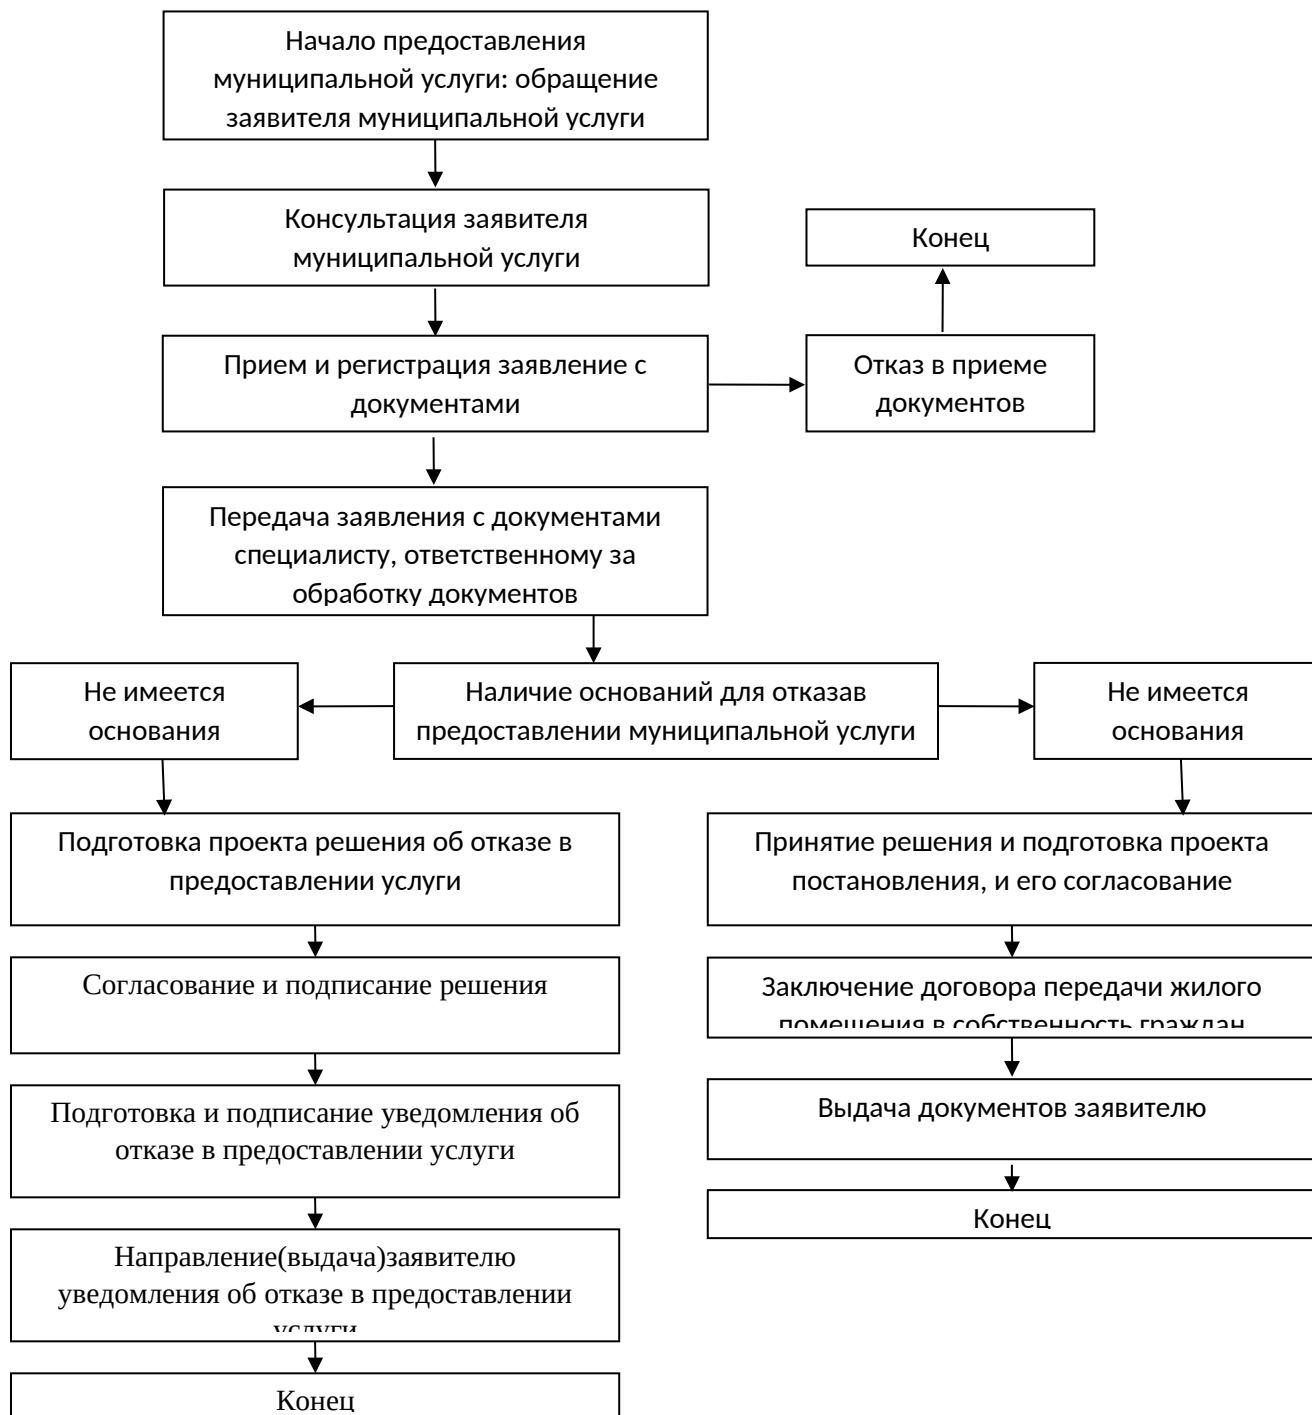 Начало предоставления
муниципальной услуги: обращение
заявителя муниципальной услуги
Консультация заявителя
муниципальной услуги
Конец
Прием и регистрация заявление с
документами
Отказ в приеме
документов
Передача заявления с документами
специалисту, ответственному за
обработку документов
Не имеется
основания
Наличие оснований для отказав
предоставлении муниципальной услуги
Не имеется
основания
Подготовка проекта решения об отказе в
предоставлении услуги
Принятие решения и подготовка проекта
постановления, и его согласование
Согласование и подписание решения
Заключение договора передачи жилого
помещения в собственность граждан
Подготовка и подписание уведомления об
отказе в предоставлении услуги
Выдача документов заявителю
Конец
Направление(выдача)заявителю
уведомления об отказе в предоставлении
услуги
Конец